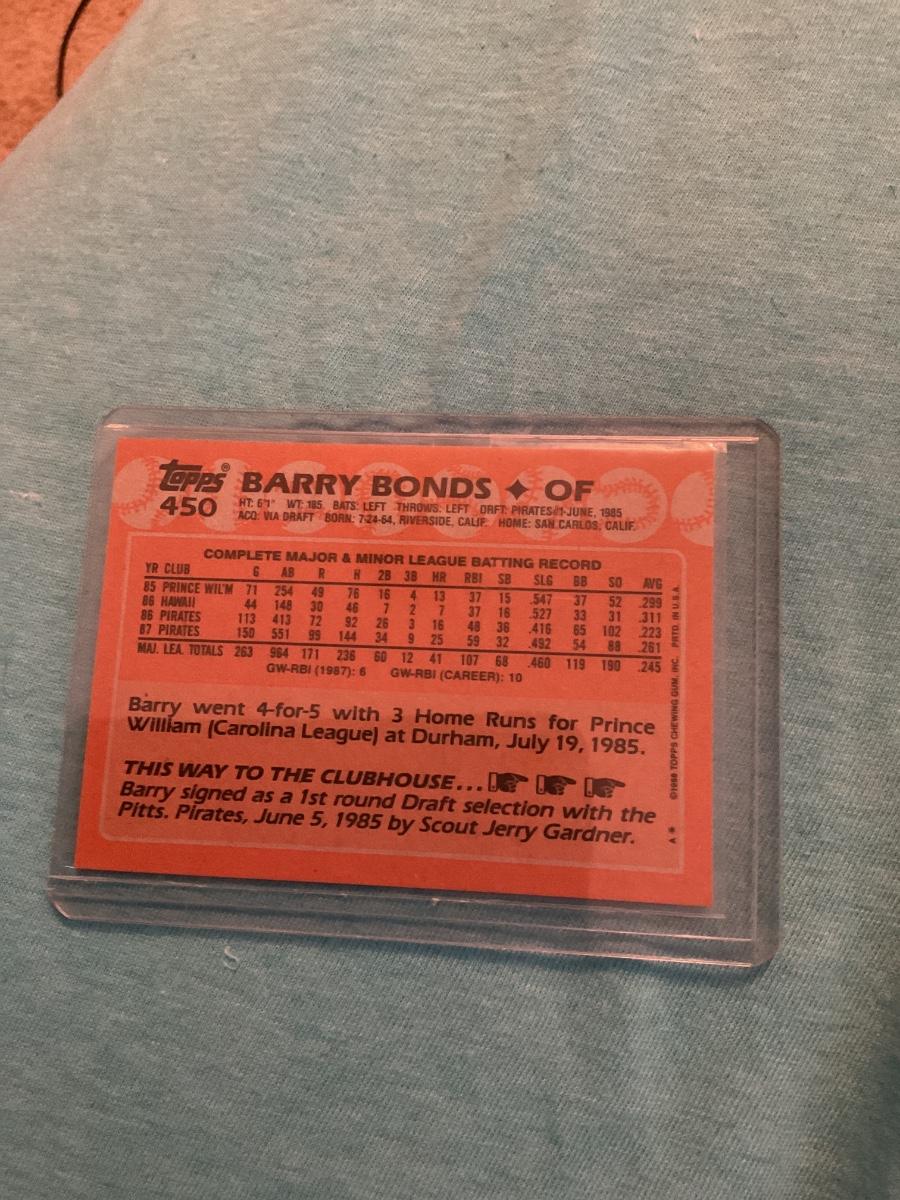 Topps® BARRY BONDS ✦ OF
450 HT: 6'1" WT: 185 BATS: LEFT THROWS: LEFT DRFT: PIRATES #1-JUNE, 1985
ACQ: VIA DRAFT BORN: 7-24-64, RIVERSIDE, CALIF. HOME: SAN CARLOS, CALIF.
COMPLETE MAJOR & MINOR LEAGUE BATTING RECORD
YR CLUB G AB R H 2B 3B HR RBI SB SLG BB SO AVG
85 PRINCE WIL'M 71 254 49 76 16 4 13 37 15 .547 37 52 .299
86 HAWAII 44 148 30 46 7 2 7 37 16 .527 33 31 .311
86 PIRATES 113 413 72 92 26 3 16 48 36 .416 65 102 .223
87 PIRATES 150 551 99 144 34 9 25 59 32 .492 54 88 .261
MAJ. LEA. TOTALS 263 964 171 236 60 12 41 107 68 .460 119 190 .245
GW-RBI (1987): 6 GW-RBI (CAREER): 10
Barry went 4-for-5 with 3 Home Runs for Prince
William (Carolina League) at Durham, July 19, 1985.
THIS WAY TO THE CLUBHOUSE...
Barry signed as a 1st round Draft selection with the
Pitts. Pirates, June 5, 1985 by Scout Jerry Gardner.
A * ©1988 TOPPS CHEWING GUM, INC. PRTD. IN U.S.A.